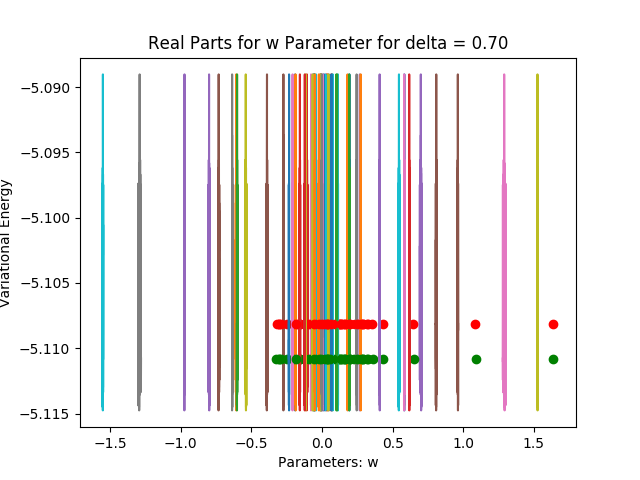 Real Parts for w Parameter for delta = 0.70
Variational Energy
−5.090
−5.095
−5.100
−5.105
−5.110
−5.115
−1.5 −1.0 −0.5 0.0 0.5 1.0 1.5
Parameters: w